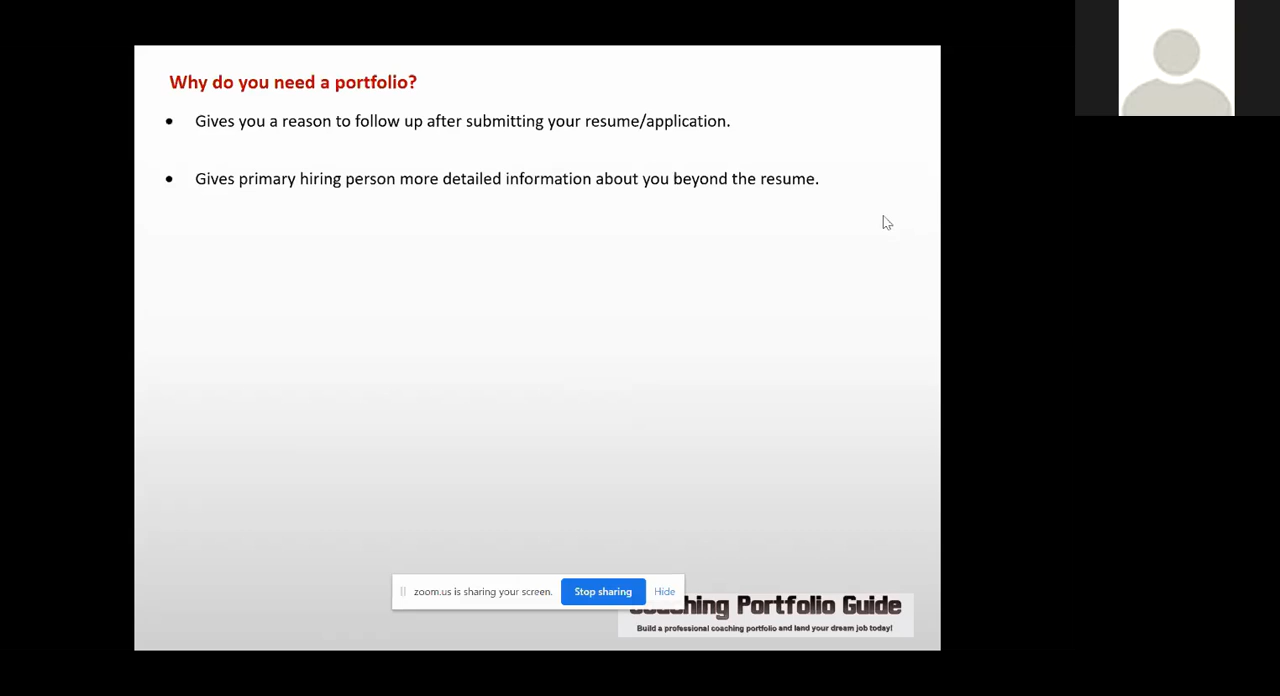 Why do you need a portfolio?
• Gives you a reason to follow up after submitting your resume/application.
• Gives primary hiring person more detailed information about you beyond the resume.
zoom.us is sharing your screen. Stop sharing Hide
Portfolio Guide
Build a professional coaching portfolio and land your dream job today!